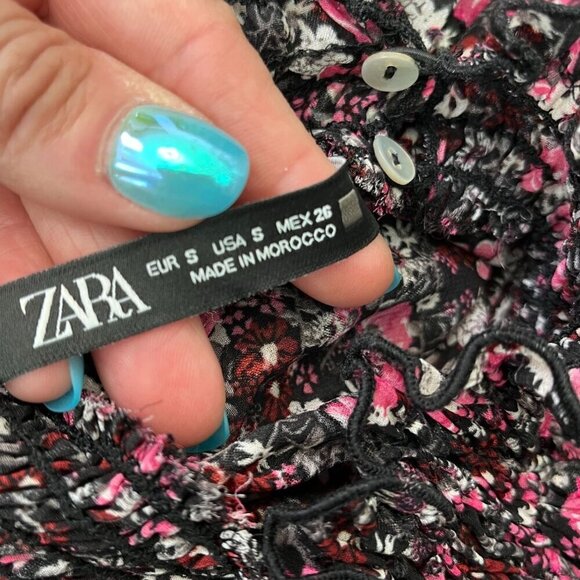 ZARA
EUR S USA S MEX 26
MADE IN MOROCCO